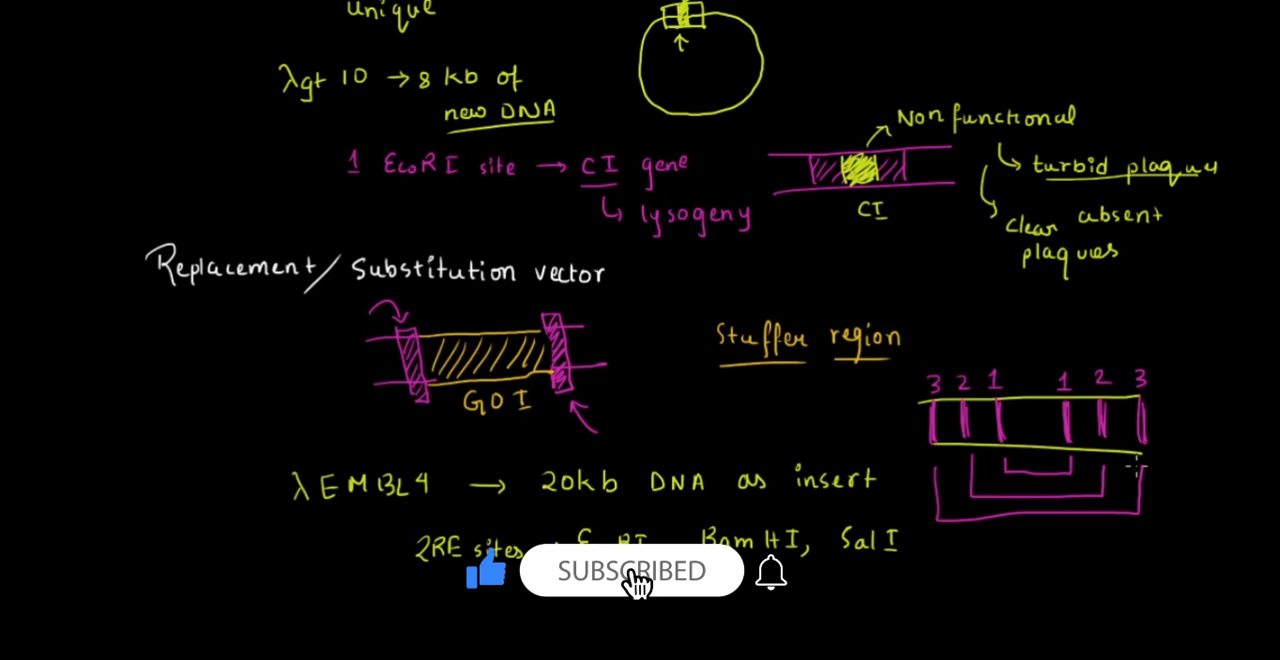 unique
λgt 10 → 8 kb of
new DNA
1 EcoRI site → CI gene
↳ lysogeny
Non functional
↳ turbid plaques
absent
clear
plaques
CI
Replacement/Substitution vector
GOI
Stuffer region
3 2 1 1 2 3
λ EMBL4 → 20kb DNA as insert
2RE sites BamHI, SalI
SUBSCRIBED